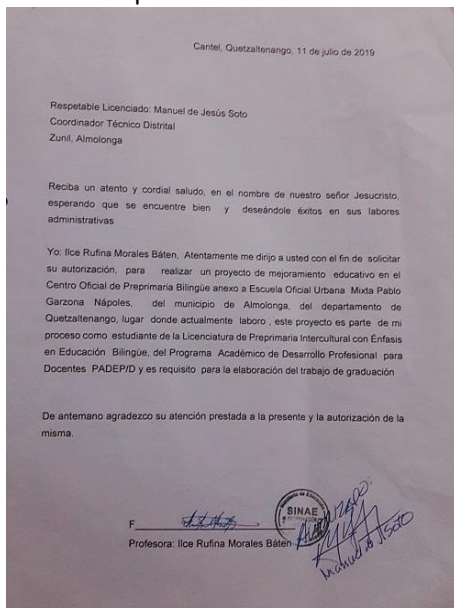 Cantel, Quetzaltenango, 11 de julio de 2019
Respetable Licenciado: Manuel de Jesús Soto
Coordinador Técnico Distrital
Zunil, Almolonga
Reciba un atento y cordial saludo, en el nombre de nuestro señor Jesucristo,
esperando que se encuentre bien y deseándole éxitos en sus labores
administrativas
Yo: Ilce Rufina Morales Báten, Atentamente me dirijo a usted con el fin de solicitar
su autorización, para realizar un proyecto de mejoramiento educativo en el
Centro Oficial de Preprimaria Bilingüe anexo a Escuela Oficial Urbana Mixta Pablo
Garzona Nápoles, del municipio de Almolonga, del departamento de
Quetzaltenango, lugar donde actualmente laboro , este proyecto es parte de mi
proceso como estudiante de la Licenciatura de Preprimaria Intercultural con Énfasis
en Educación Bilingüe, del Programa Académico de Desarrollo Profesional para
Docentes PADEP/D y es requisito para la elaboración del trabajo de graduación
De antemano agradezco su atención prestada a la presente y la autorización de la
misma.
SINAE
AUTORIZADO:
F
Profesora: Ilce Rufina Morales Báten
Manuel d J Soto